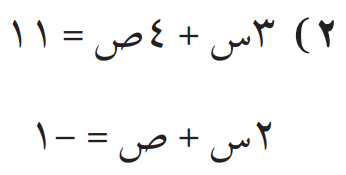 ٢) ٣س + ٤ص = ١١
٢س + ص = −١